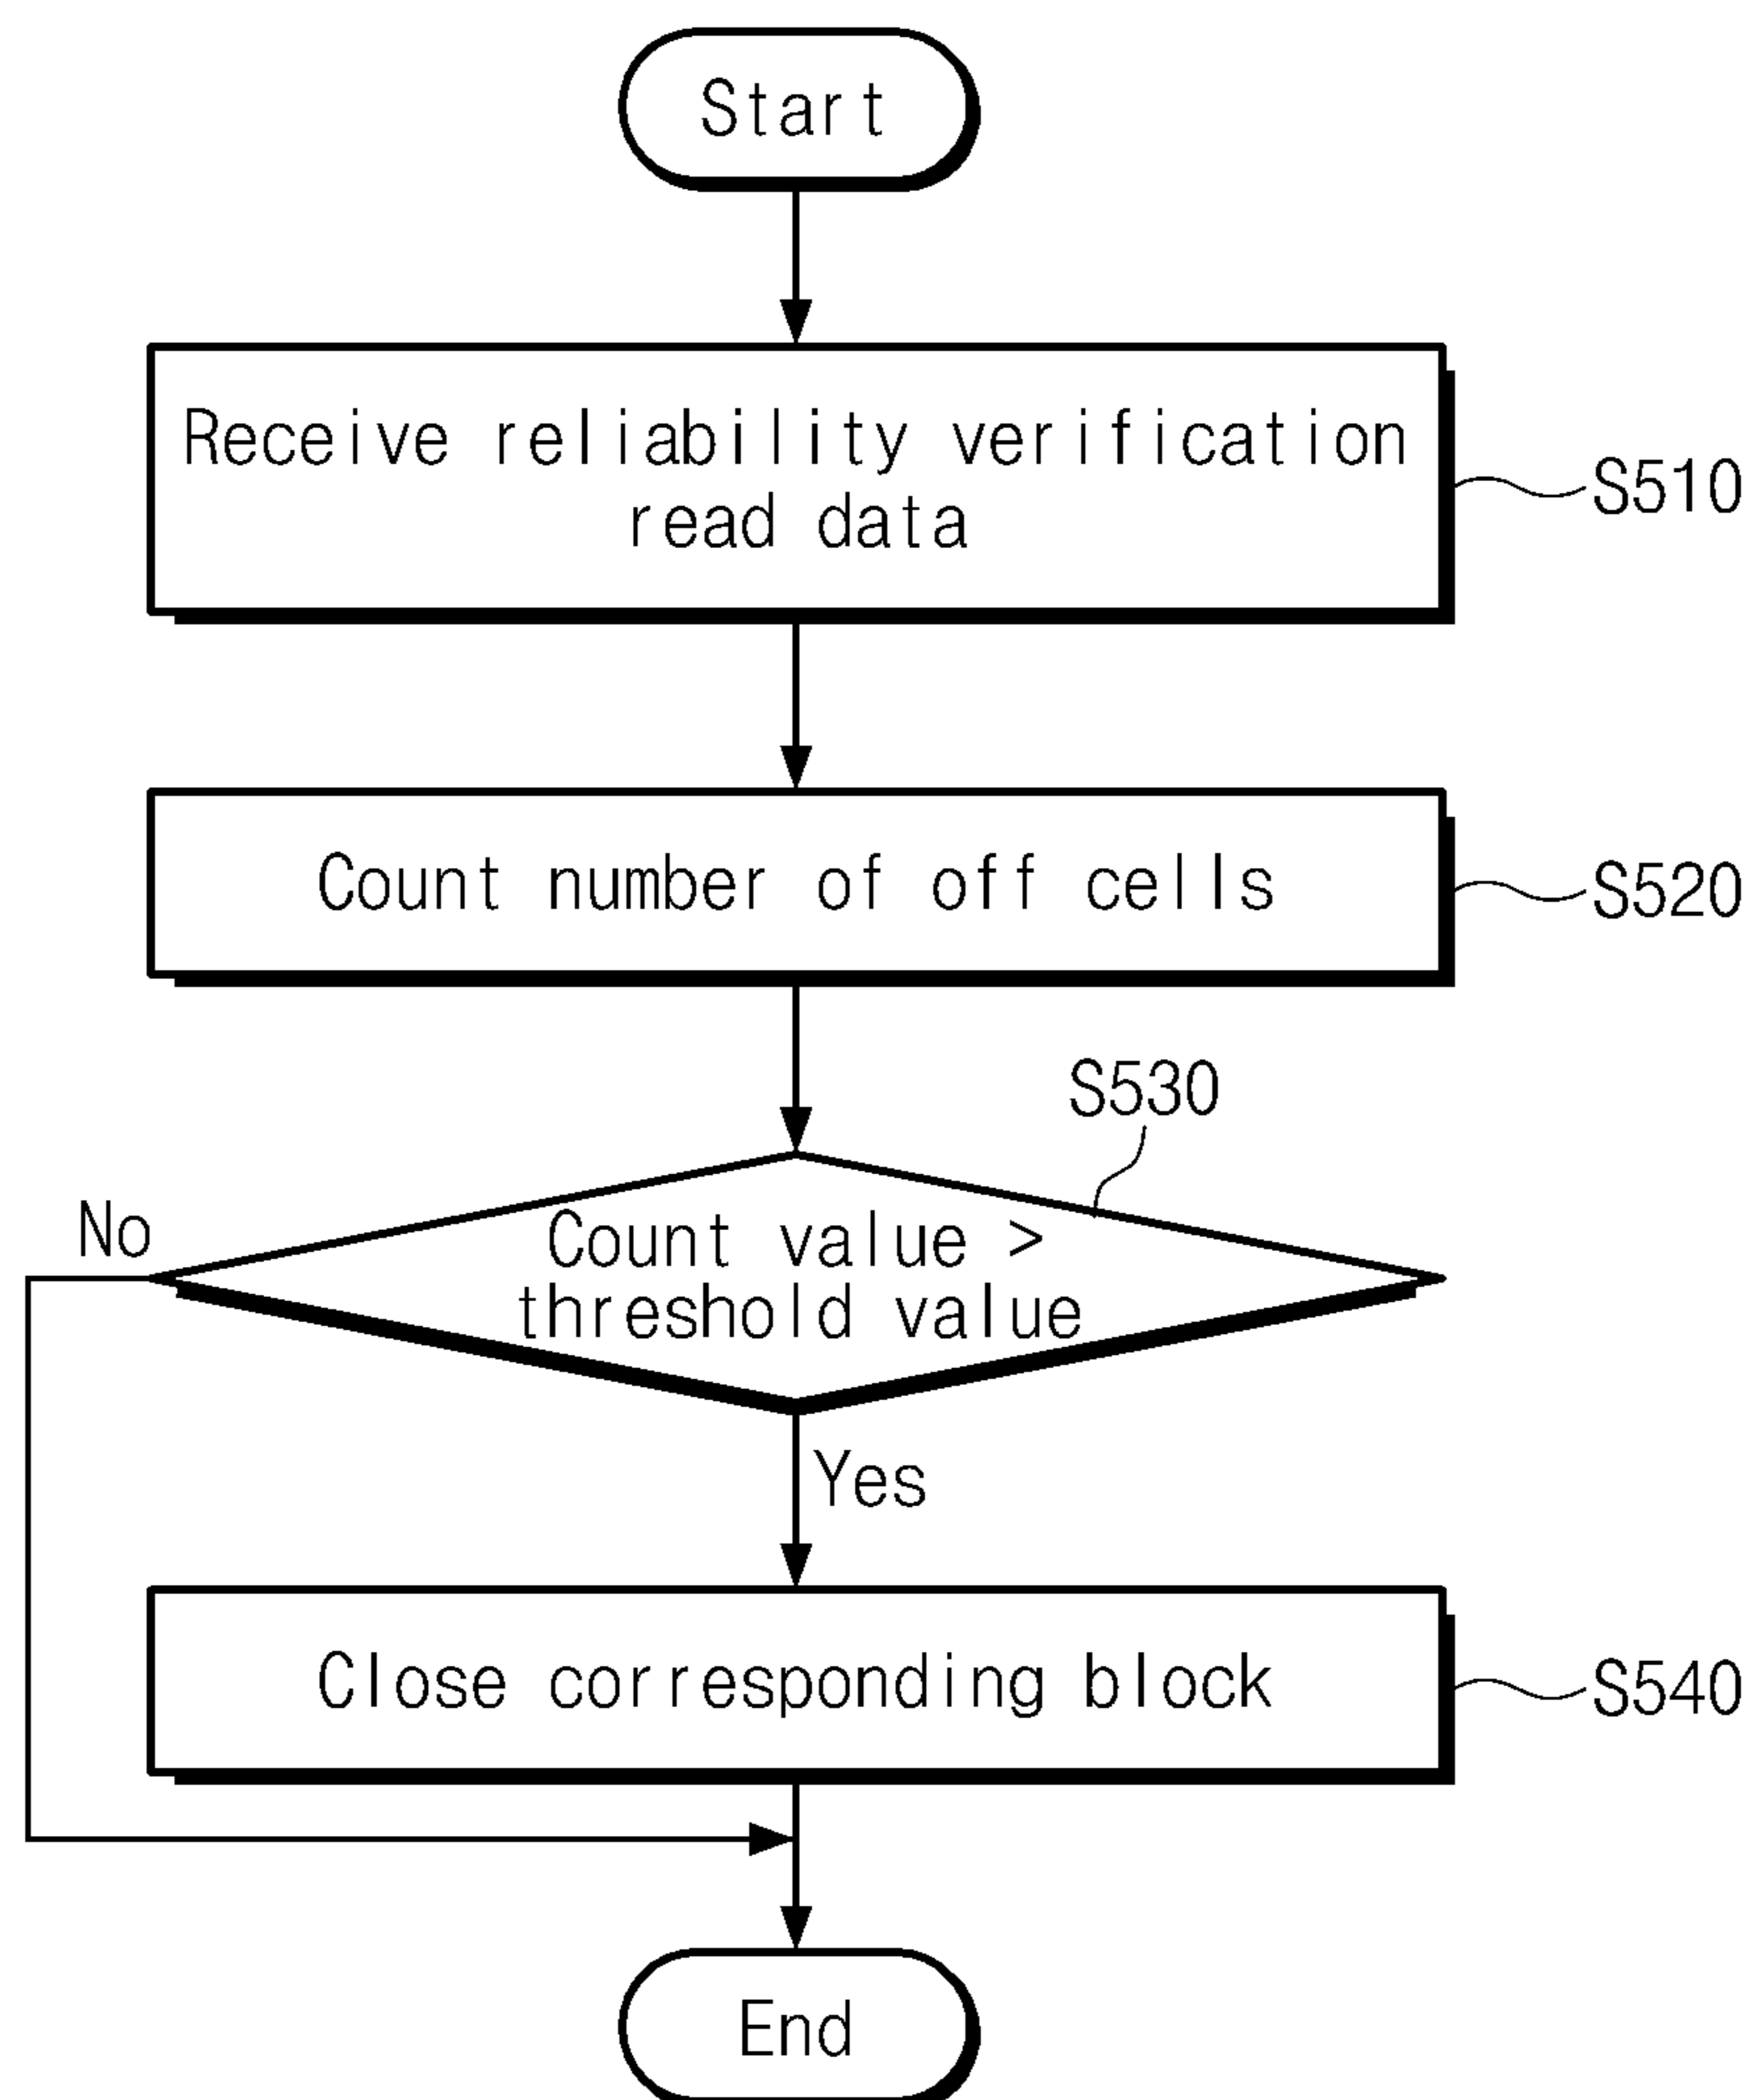 Start
Receive reliability verification
read data
S510
Count number of off cells
S520
S530
No
Count value >
threshold value
Yes
Close corresponding block
S540
End